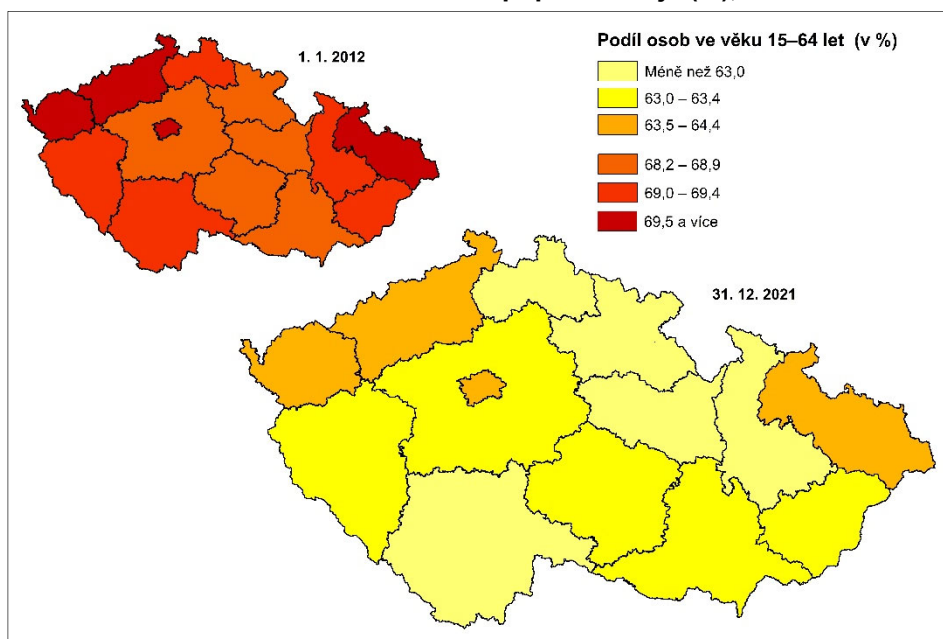 1. 1. 2012
Podíl osob ve věku 15–64 let (v %)
Méně než 63,0
63,0 – 63,4
63,5 – 64,4
68,2 – 68,9
69,0 – 69,4
69,5 a více
31. 12. 2021